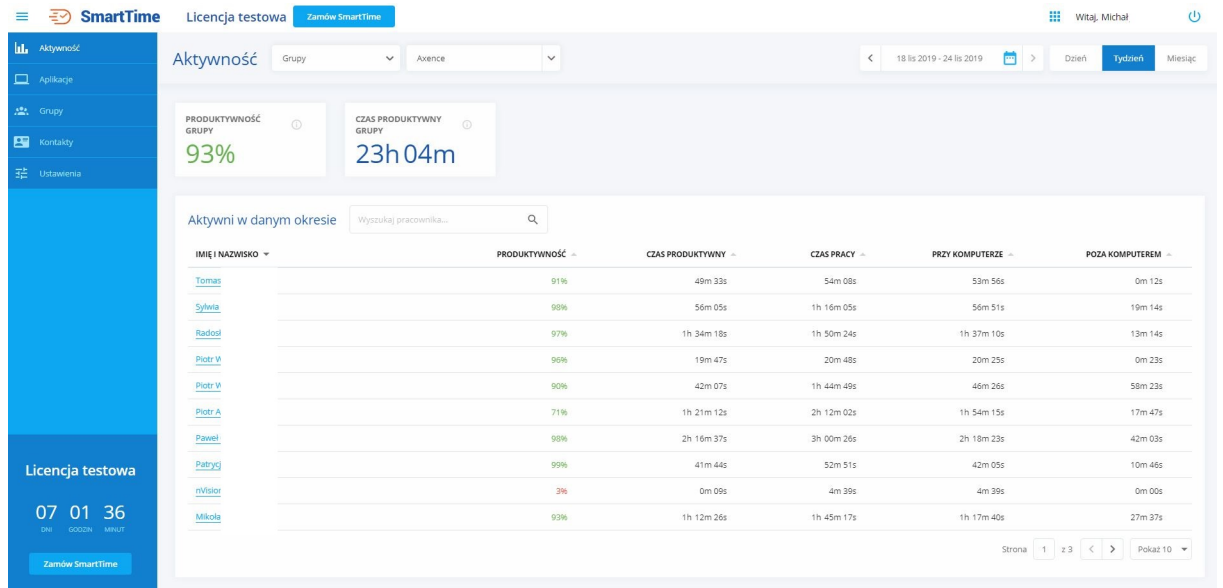 SmartTime Licencja testowa Zamów SmartTime Witaj, Michał
Aktywność
Aplikacje
Grupy
Kontakty
Ustawienia
Aktywność Grupy Axence 18 lis 2019 - 24 lis 2019 Dzień Tydzień Miesiąc
PRODUKTYWNOŚĆ
GRUPY
93%
CZAS PRODUKTYWNY
GRUPY
23h 04m
Aktywni w danym okresie Wyszukaj pracownika...
IMIĘ I NAZWISKO PRODUKTYWNOŚĆ CZAS PRODUKTYWNY CZAS PRACY PRZY KOMPUTERZE POZA KOMPUTEREM
Tomas 91% 49m 33s 54m 08s 53m 56s 0m 12s
Sylwia 98% 56m 05s 1h 16m 05s 56m 51s 19m 14s
Radosł 97% 1h 34m 18s 1h 50m 24s 1h 37m 10s 13m 14s
Piotr W 96% 19m 47s 20m 48s 20m 25s 0m 23s
Piotr W 90% 42m 07s 1h 44m 49s 46m 26s 58m 23s
Piotr A 71% 1h 21m 12s 2h 12m 02s 1h 54m 15s 17m 47s
Paweł 98% 2h 16m 37s 3h 00m 26s 2h 18m 23s 42m 03s
Patrycj 99% 41m 44s 52m 51s 42m 05s 10m 46s
nVision 3% 0m 09s 4m 39s 4m 39s 0m 00s
Mikoła 93% 1h 12m 26s 1h 45m 17s 1h 17m 40s 27m 37s
Strona 1 z 3 Pokaż 10
Licencja testowa
07 01 36
DNI GODZIN MINUT
Zamów SmartTime